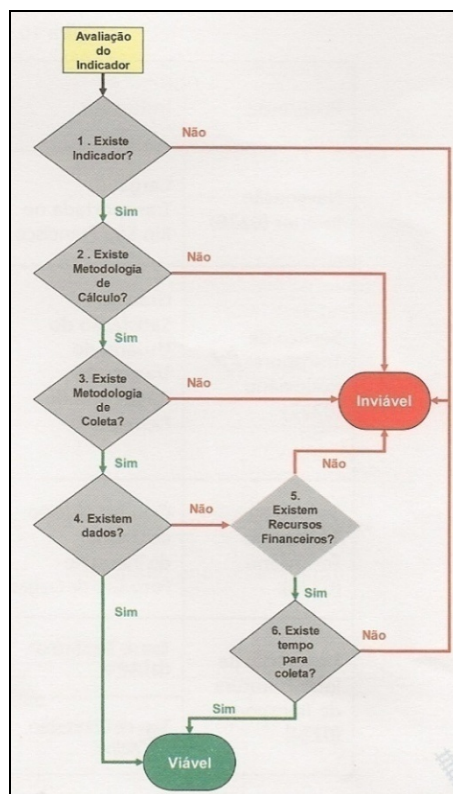 Avaliação
do
Indicador
1 . Existe
Indicador?
Não
Sim
2 . Existe
Metodologia
de
Cálculo?
Não
Sim
3. Existe
Metodologia
de
Coleta?
Não
Inviável
Sim
Não
4. Existem
dados?
Não
5.
Existem
Recursos
Financeiros?
Sim
Sim
6. Existe
tempo
para
coleta?
Não
Sim
Viável